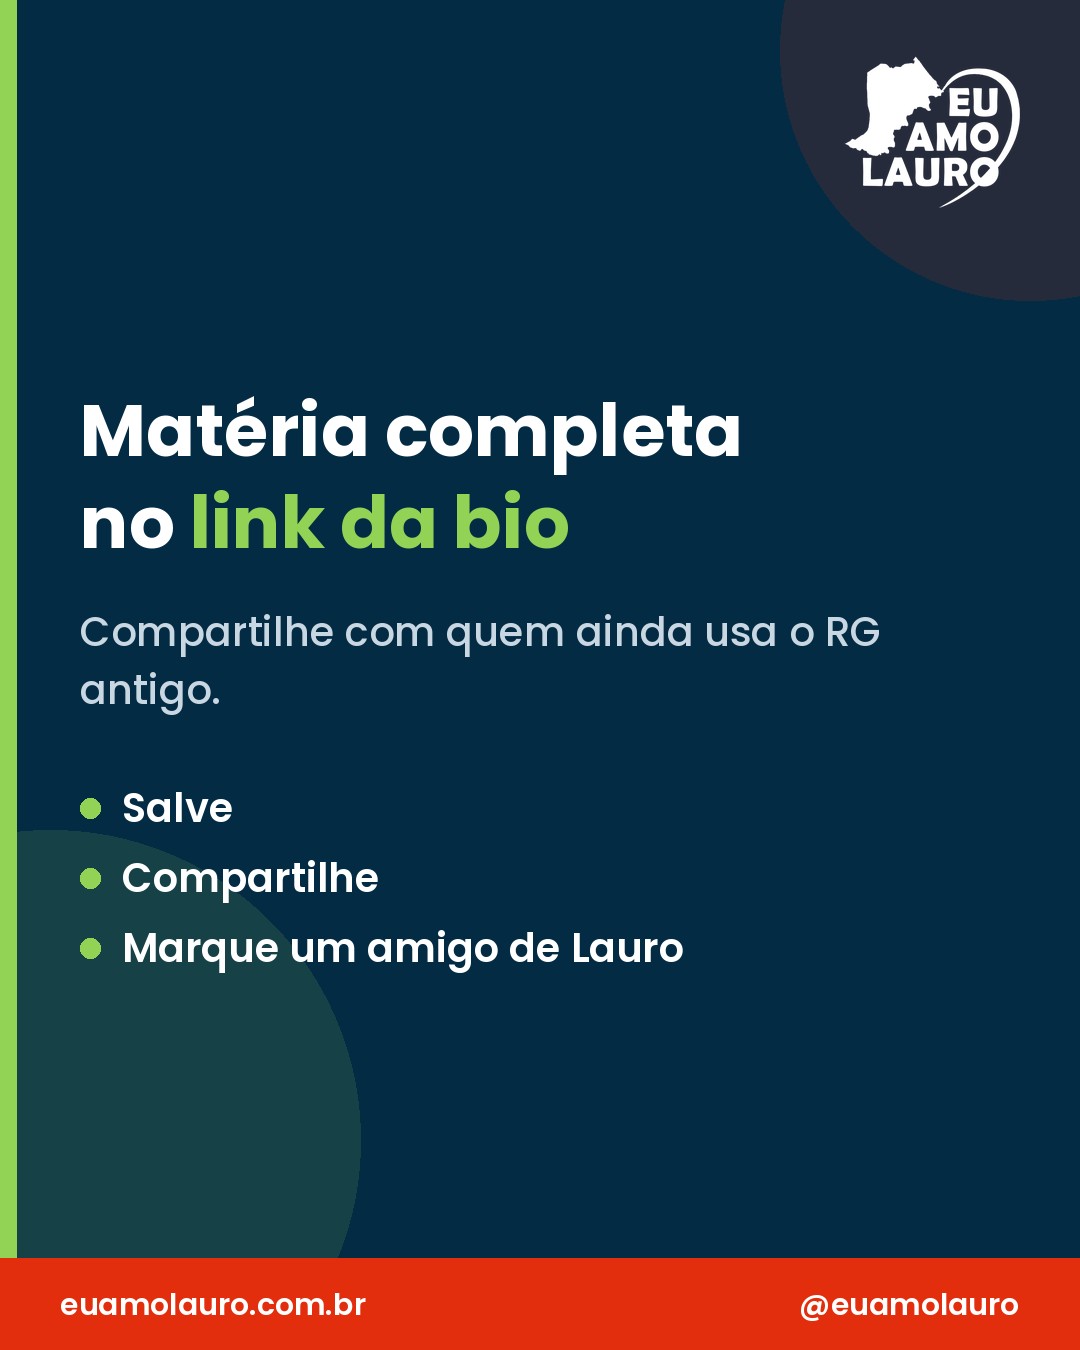 EU
AMO
LAURO
Matéria completa
no link da bio
Compartilhe com quem ainda usa o RG
antigo.
Salve
Compartilhe
Marque um amigo de Lauro
euamolauro.com.br
@euamolauro